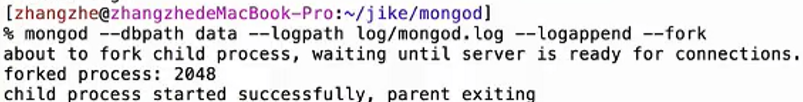 [zhangzhe@zhangzhedeMacBook-Pro:~/jike/mongod]
% mongod --dbpath data --logpath log/mongod.log --logappend --fork
about to fork child process, waiting until server is ready for connections.
forked process: 2048
child process started successfully, parent exiting